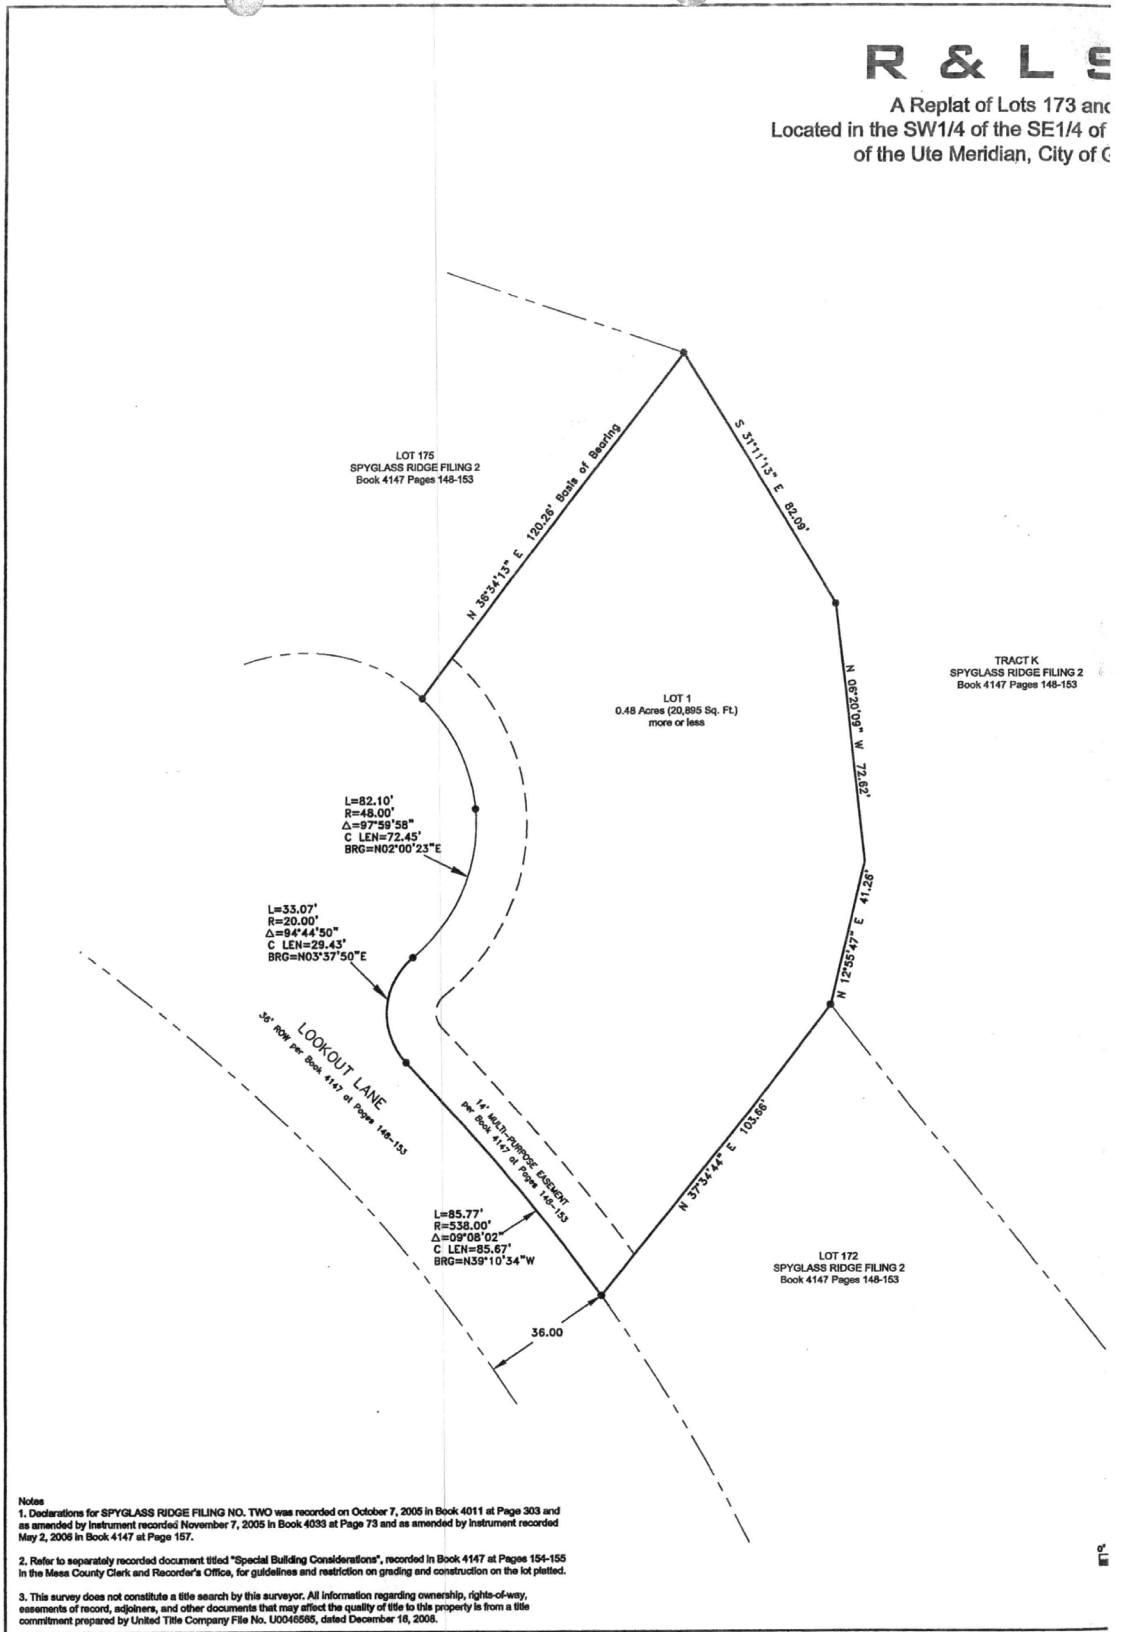 R & L S
A Replat of Lots 173 and
Located in the SW1/4 of the SE1/4 of
of the Ute Meridian, City of G
LOT 175
SPYGLASS RIDGE FILING 2
Book 4147 Pages 148-153
N 36°34'13" E 120.26' Basis of Bearing
S 31°11'13" E 82.09'
TRACT K
SPYGLASS RIDGE FILING 2
Book 4147 Pages 148-153
N 06°20'09" W 72.62'
LOT 1
0.48 Acres (20,895 Sq. Ft.)
more or less
L=82.10'
R=48.00'
Δ=97°59'58"
C LEN=72.45'
BRG=N02°00'23"E
N 12°55'47" E 41.26'
L=33.07'
R=20.00'
Δ=94°44'50"
C LEN=29.43'
BRG=N03°37'50"E
LOOKOUT LANE
36' ROW per Book 4147 at Pages 148-153
14' MULTI-PURPOSE EASEMENT
per Book 4147 at Pages 148-153
N 37°34'44" E 103.66'
L=85.77'
R=538.00'
Δ=09°08'02"
C LEN=85.67'
BRG=N39°10'34"W
LOT 172
SPYGLASS RIDGE FILING 2
Book 4147 Pages 148-153
36.00
Notes
1. Declarations for SPYGLASS RIDGE FILING NO. TWO was recorded on October 7, 2005 in Book 4011 at Page 303 and
as amended by instrument recorded November 7, 2005 in Book 4033 at Page 73 and as amended by instrument recorded
May 2, 2006 in Book 4147 at Page 157.
2. Refer to separately recorded document titled "Special Building Considerations", recorded in Book 4147 at Pages 154-155
in the Mesa County Clerk and Recorder's Office, for guidelines and restriction on grading and construction on the lot platted.
3. This survey does not constitute a title search by this surveyor. All information regarding ownership, rights-of-way,
easements of record, adjoiners, and other documents that may affect the quality of title to this property is from a title
commitment prepared by United Title Company File No. U0046565, dated December 16, 2008.